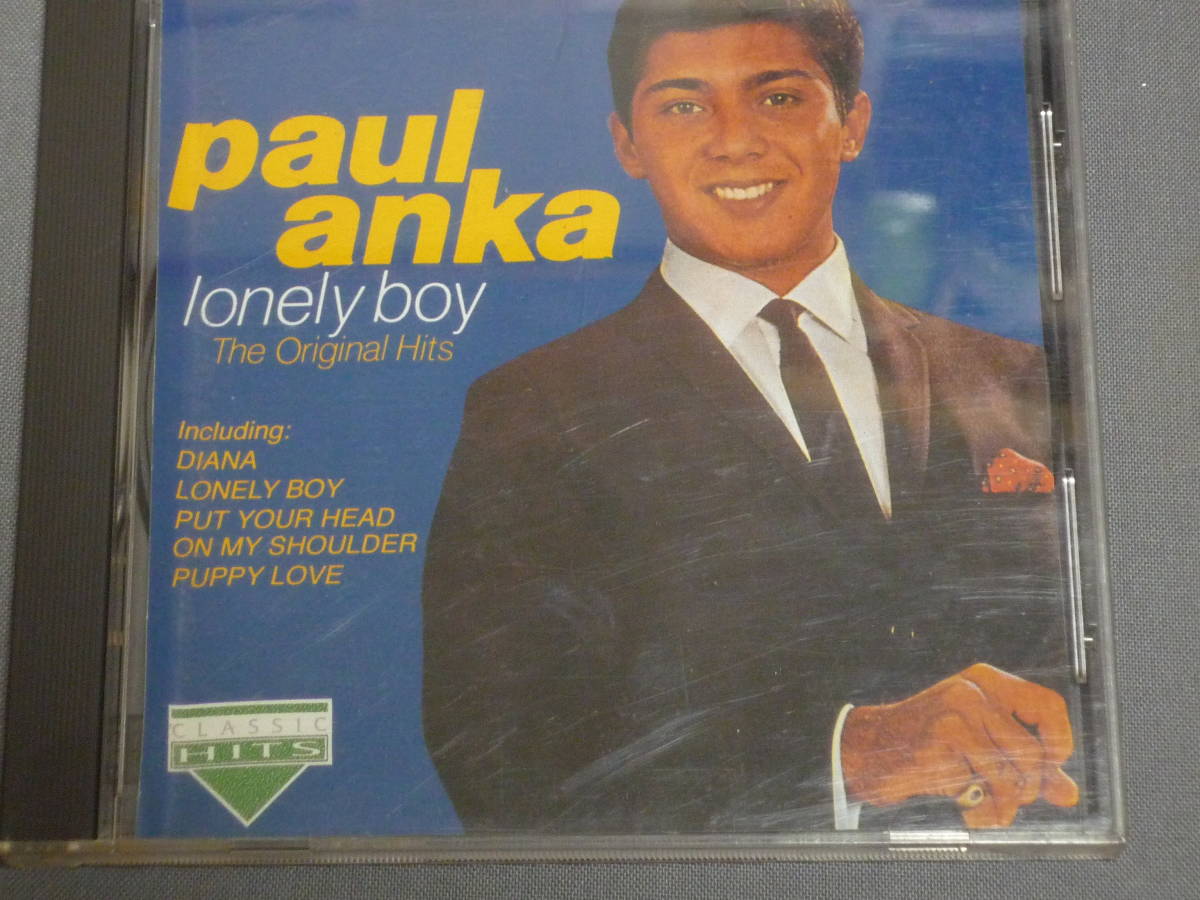 paul
anka
lonely boy
The Original Hits
Including:
DIANA
LONELY BOY
PUT YOUR HEAD
ON MY SHOULDER
PUPPY LOVE
CLASSIC
HITS